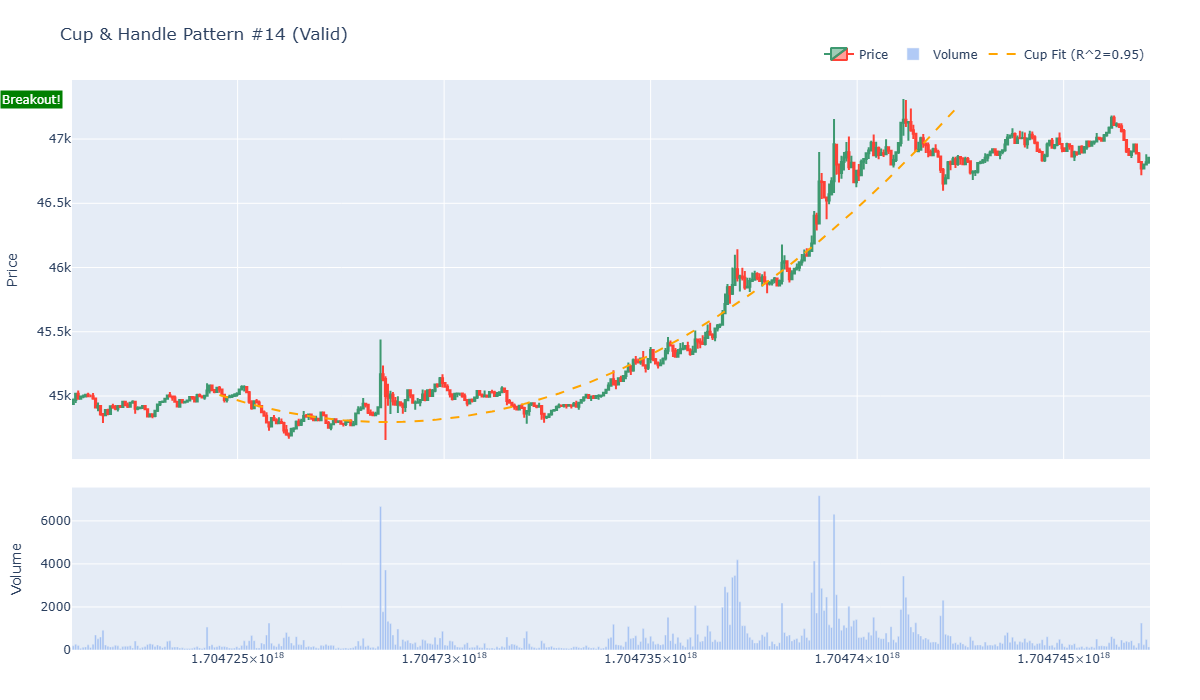 Cup & Handle Pattern #14 (Valid)
Price
Volume
Cup Fit (R^2=0.95)
Breakout!
47k
46.5k
46k
45.5k
45k
Price
6000
4000
2000
0
Volume
1.704725×10¹⁸
1.70473×10¹⁸
1.704735×10¹⁸
1.70474×10¹⁸
1.704745×10¹⁸